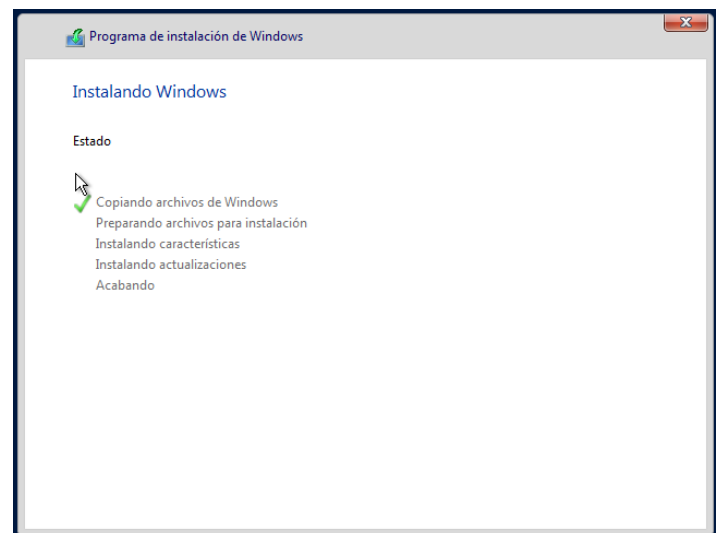 Programa de instalación de Windows
Instalando Windows
Estado
Copiando archivos de Windows
Preparando archivos para instalación
Instalando características
Instalando actualizaciones
Acabando